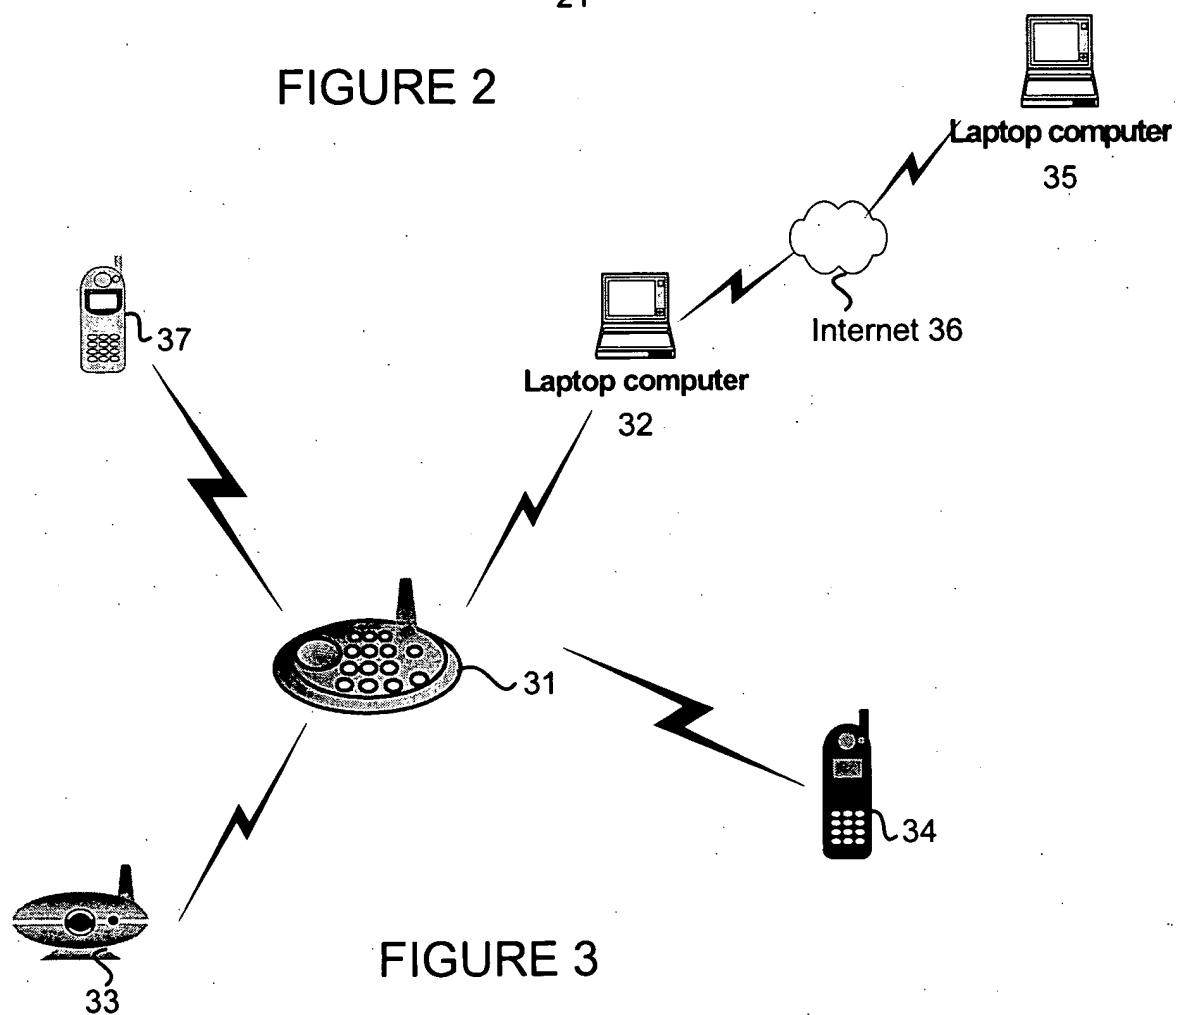 21
FIGURE 2
Laptop computer
35
Internet 36
37
Laptop computer
32
31
34
FIGURE 3
33